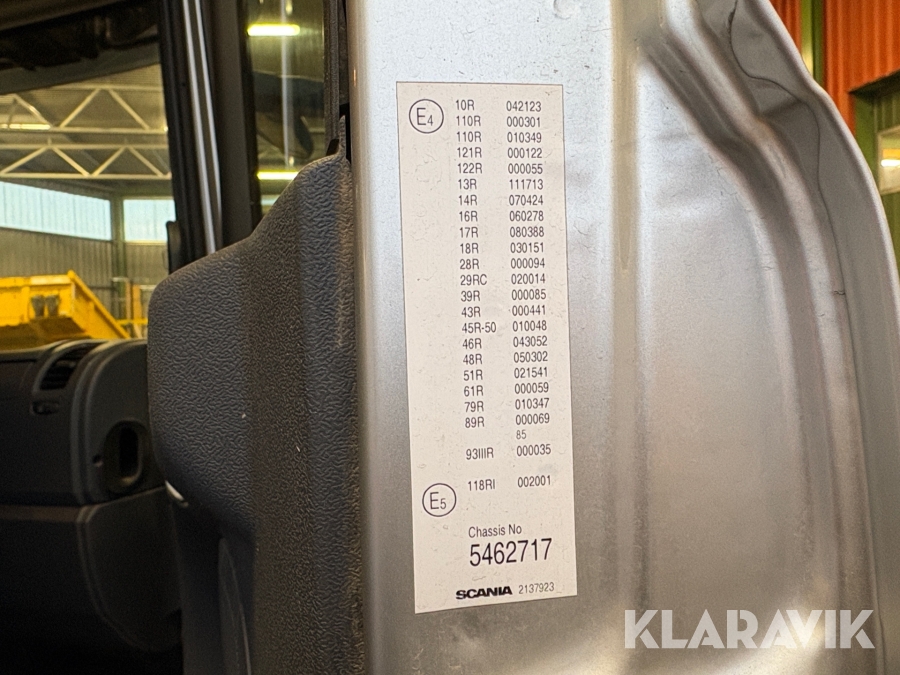 E4
10R 042123
110R 000301
110R 010349
121R 000122
122R 000055
13R 111713
14R 070424
16R 060278
17R 080388
18R 030151
28R 000094
29RC 020014
39R 000085
43R 000441
45R-50 010048
46R 043052
48R 050302
51R 021541
61R 000059
79R 010347
89R 000069
85
93IIIR 000035
E5
118RI 002001
Chassis No
5462717
SCANIA 2137923
KLARAVIK